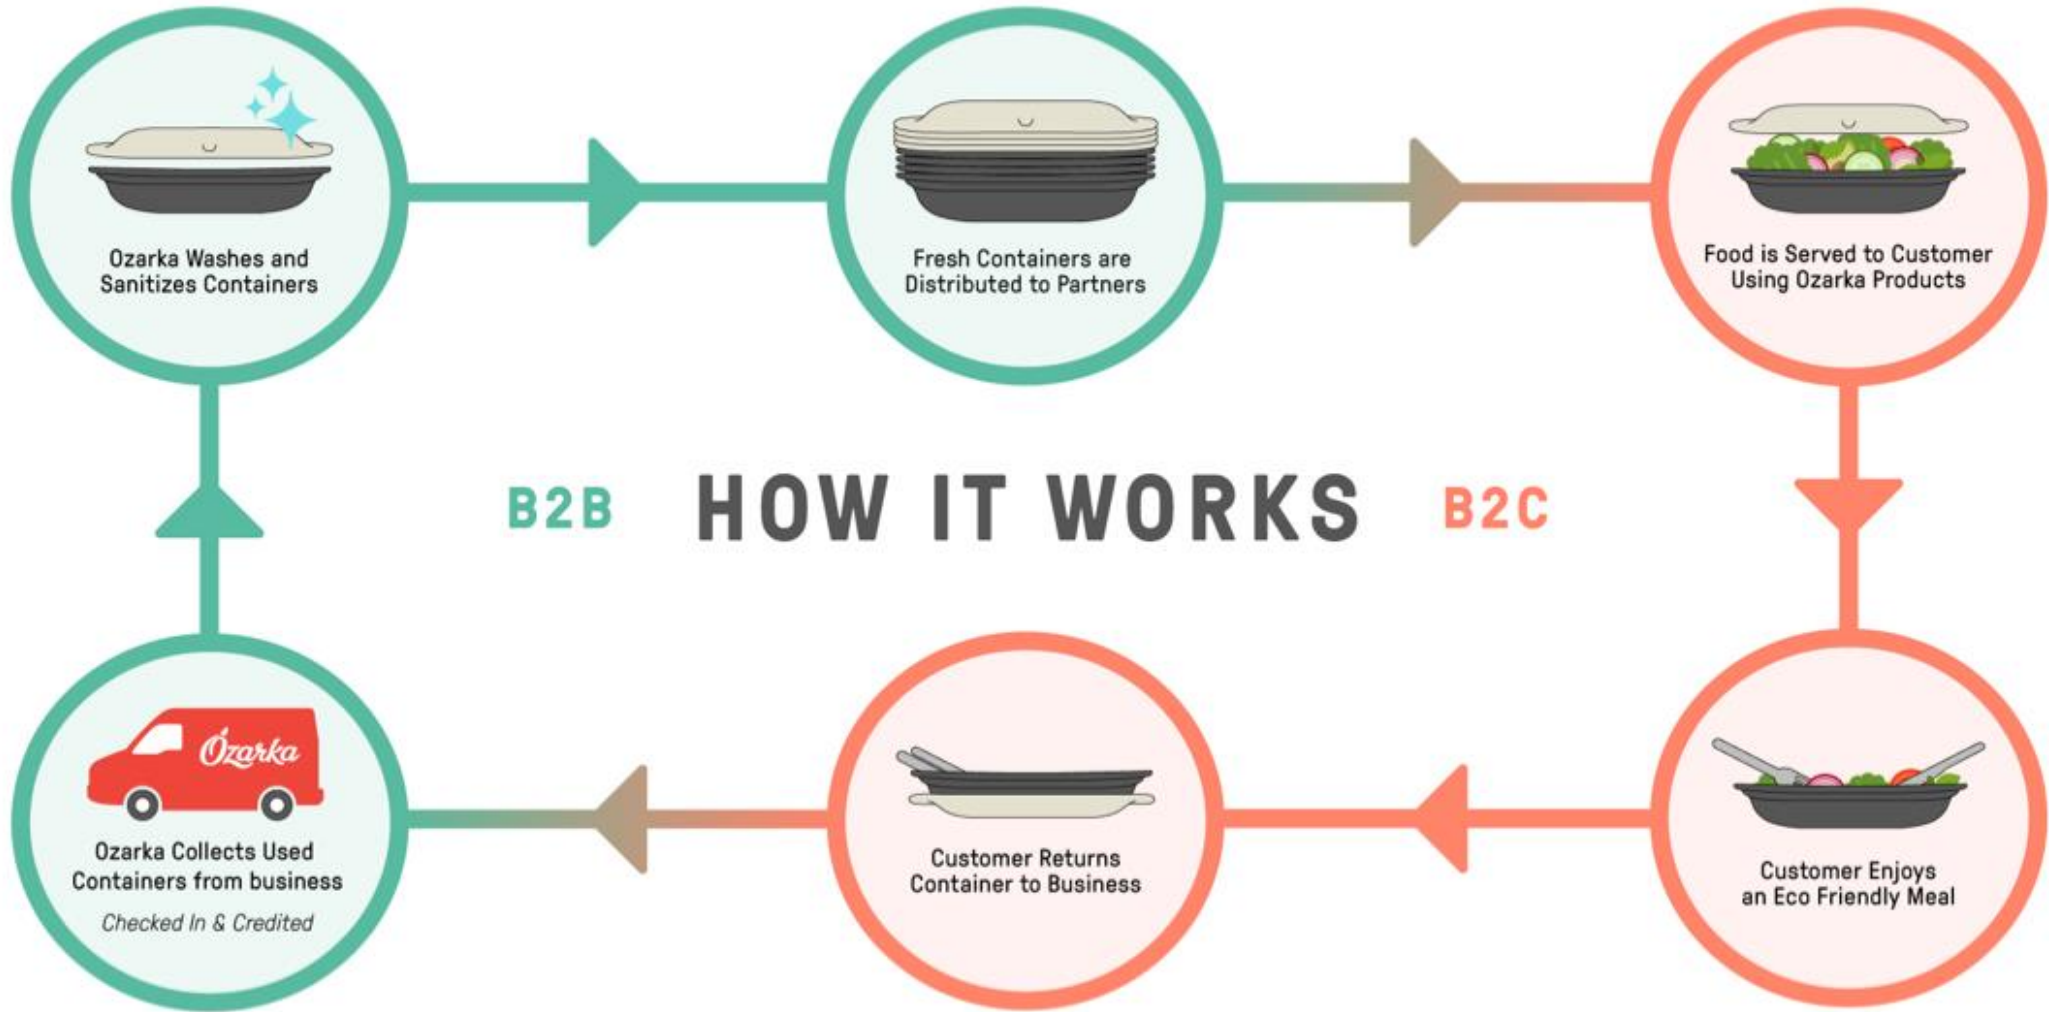 Ozarka Washes and
Sanitizes Containers
Fresh Containers are
Distributed to Partners
Food is Served to Customer
Using Ozarka Products
B2B
HOW IT WORKS
B2C
Ózarka
Ozarka Collects Used
Containers from business
Checked In & Credited
Customer Returns
Container to Business
Customer Enjoys
an Eco Friendly Meal